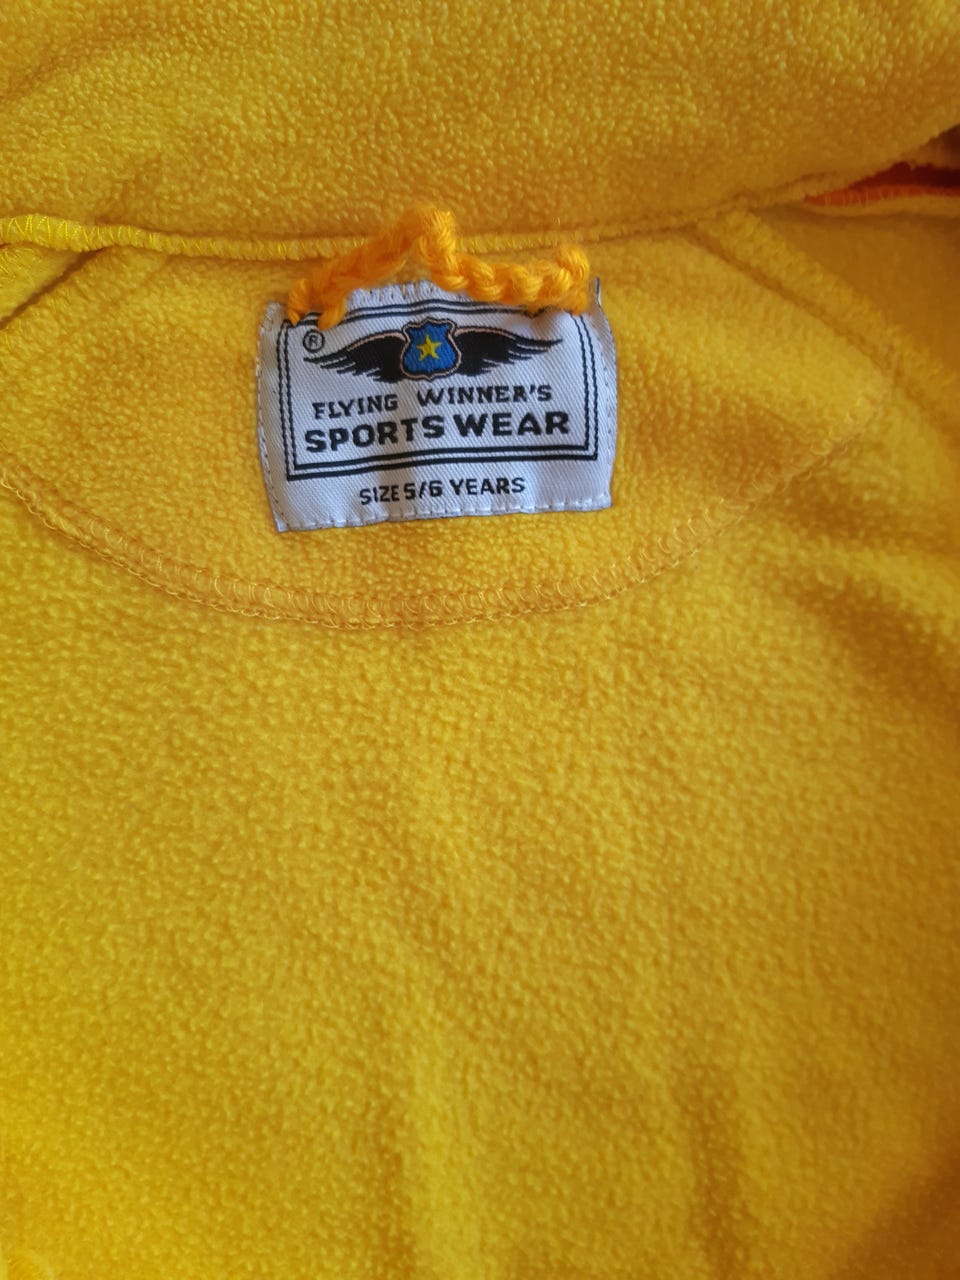 ®
FLYING WINNER'S
SPORTS WEAR
SIZE 5/6 YEARS